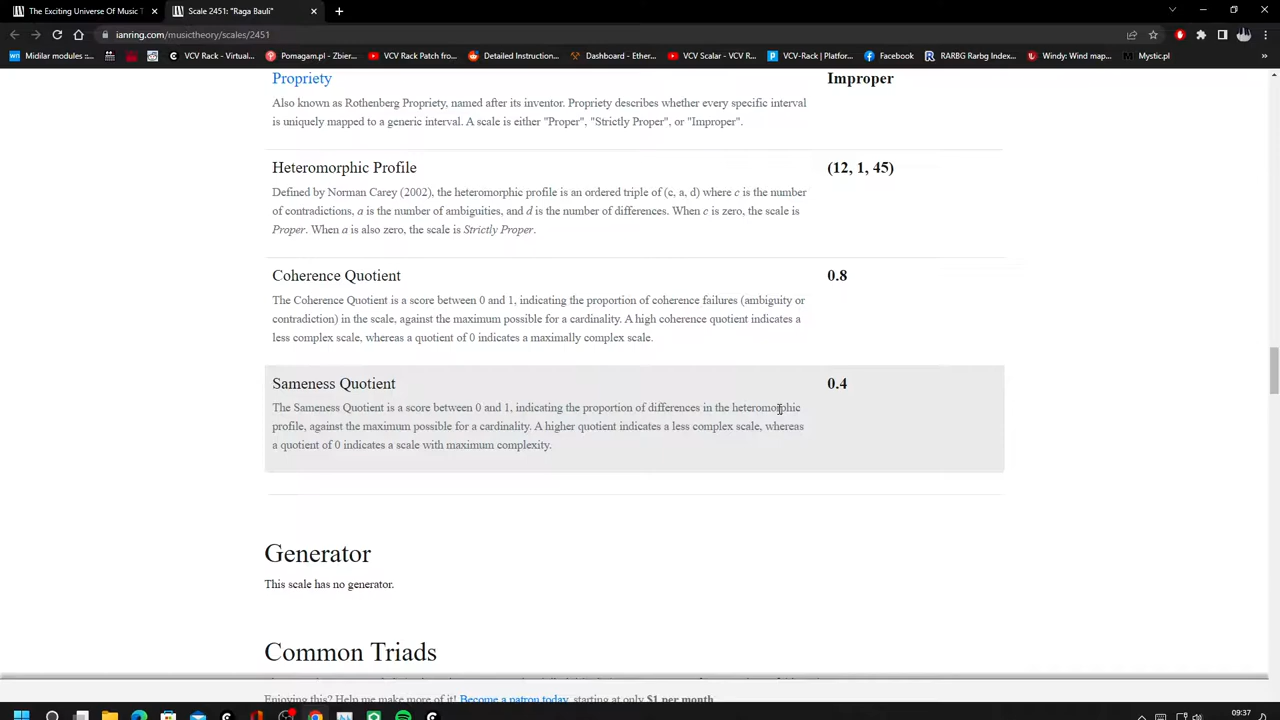 The Exciting Universe Of Music T
Scale 2451: "Raga Bauli"
ianring.com/musictheory/scales/2451
Midilar modules ::..
VCV Rack - Virtual...
Pomagam.pl - Zbier...
VCV Rack Patch from...
Detailed Instruction...
Dashboard - Ether...
VCV Scalar - VCV R...
VCV-Rack | Platfor...
Facebook
RARBG Rarbg Index...
Windy: Wind map...
Mystic.pl
Propriety
Improper
Also known as Rothenberg Propriety, named after its inventor. Propriety describes whether every specific interval
is uniquely mapped to a generic interval. A scale is either "Proper", "Strictly Proper", or "Improper".
Heteromorphic Profile
(12, 1, 45)
Defined by Norman Carey (2002), the heteromorphic profile is an ordered triple of (c, a, d) where c is the number
of contradictions, a is the number of ambiguities, and d is the number of differences. When c is zero, the scale is
Proper. When a is also zero, the scale is Strictly Proper.
Coherence Quotient
0.8
The Coherence Quotient is a score between 0 and 1, indicating the proportion of coherence failures (ambiguity or
contradiction) in the scale, against the maximum possible for a cardinality. A high coherence quotient indicates a
less complex scale, whereas a quotient of 0 indicates a maximally complex scale.
Sameness Quotient
0.4
The Sameness Quotient is a score between 0 and 1, indicating the proportion of differences in the heteromorphic
profile, against the maximum possible for a cardinality. A higher quotient indicates a less complex scale, whereas
a quotient of 0 indicates a scale with maximum complexity.
Generator
This scale has no generator.
Common Triads
Enjoying this? Help me make more of it! Become a patron today, starting at only $1 per month
09:37